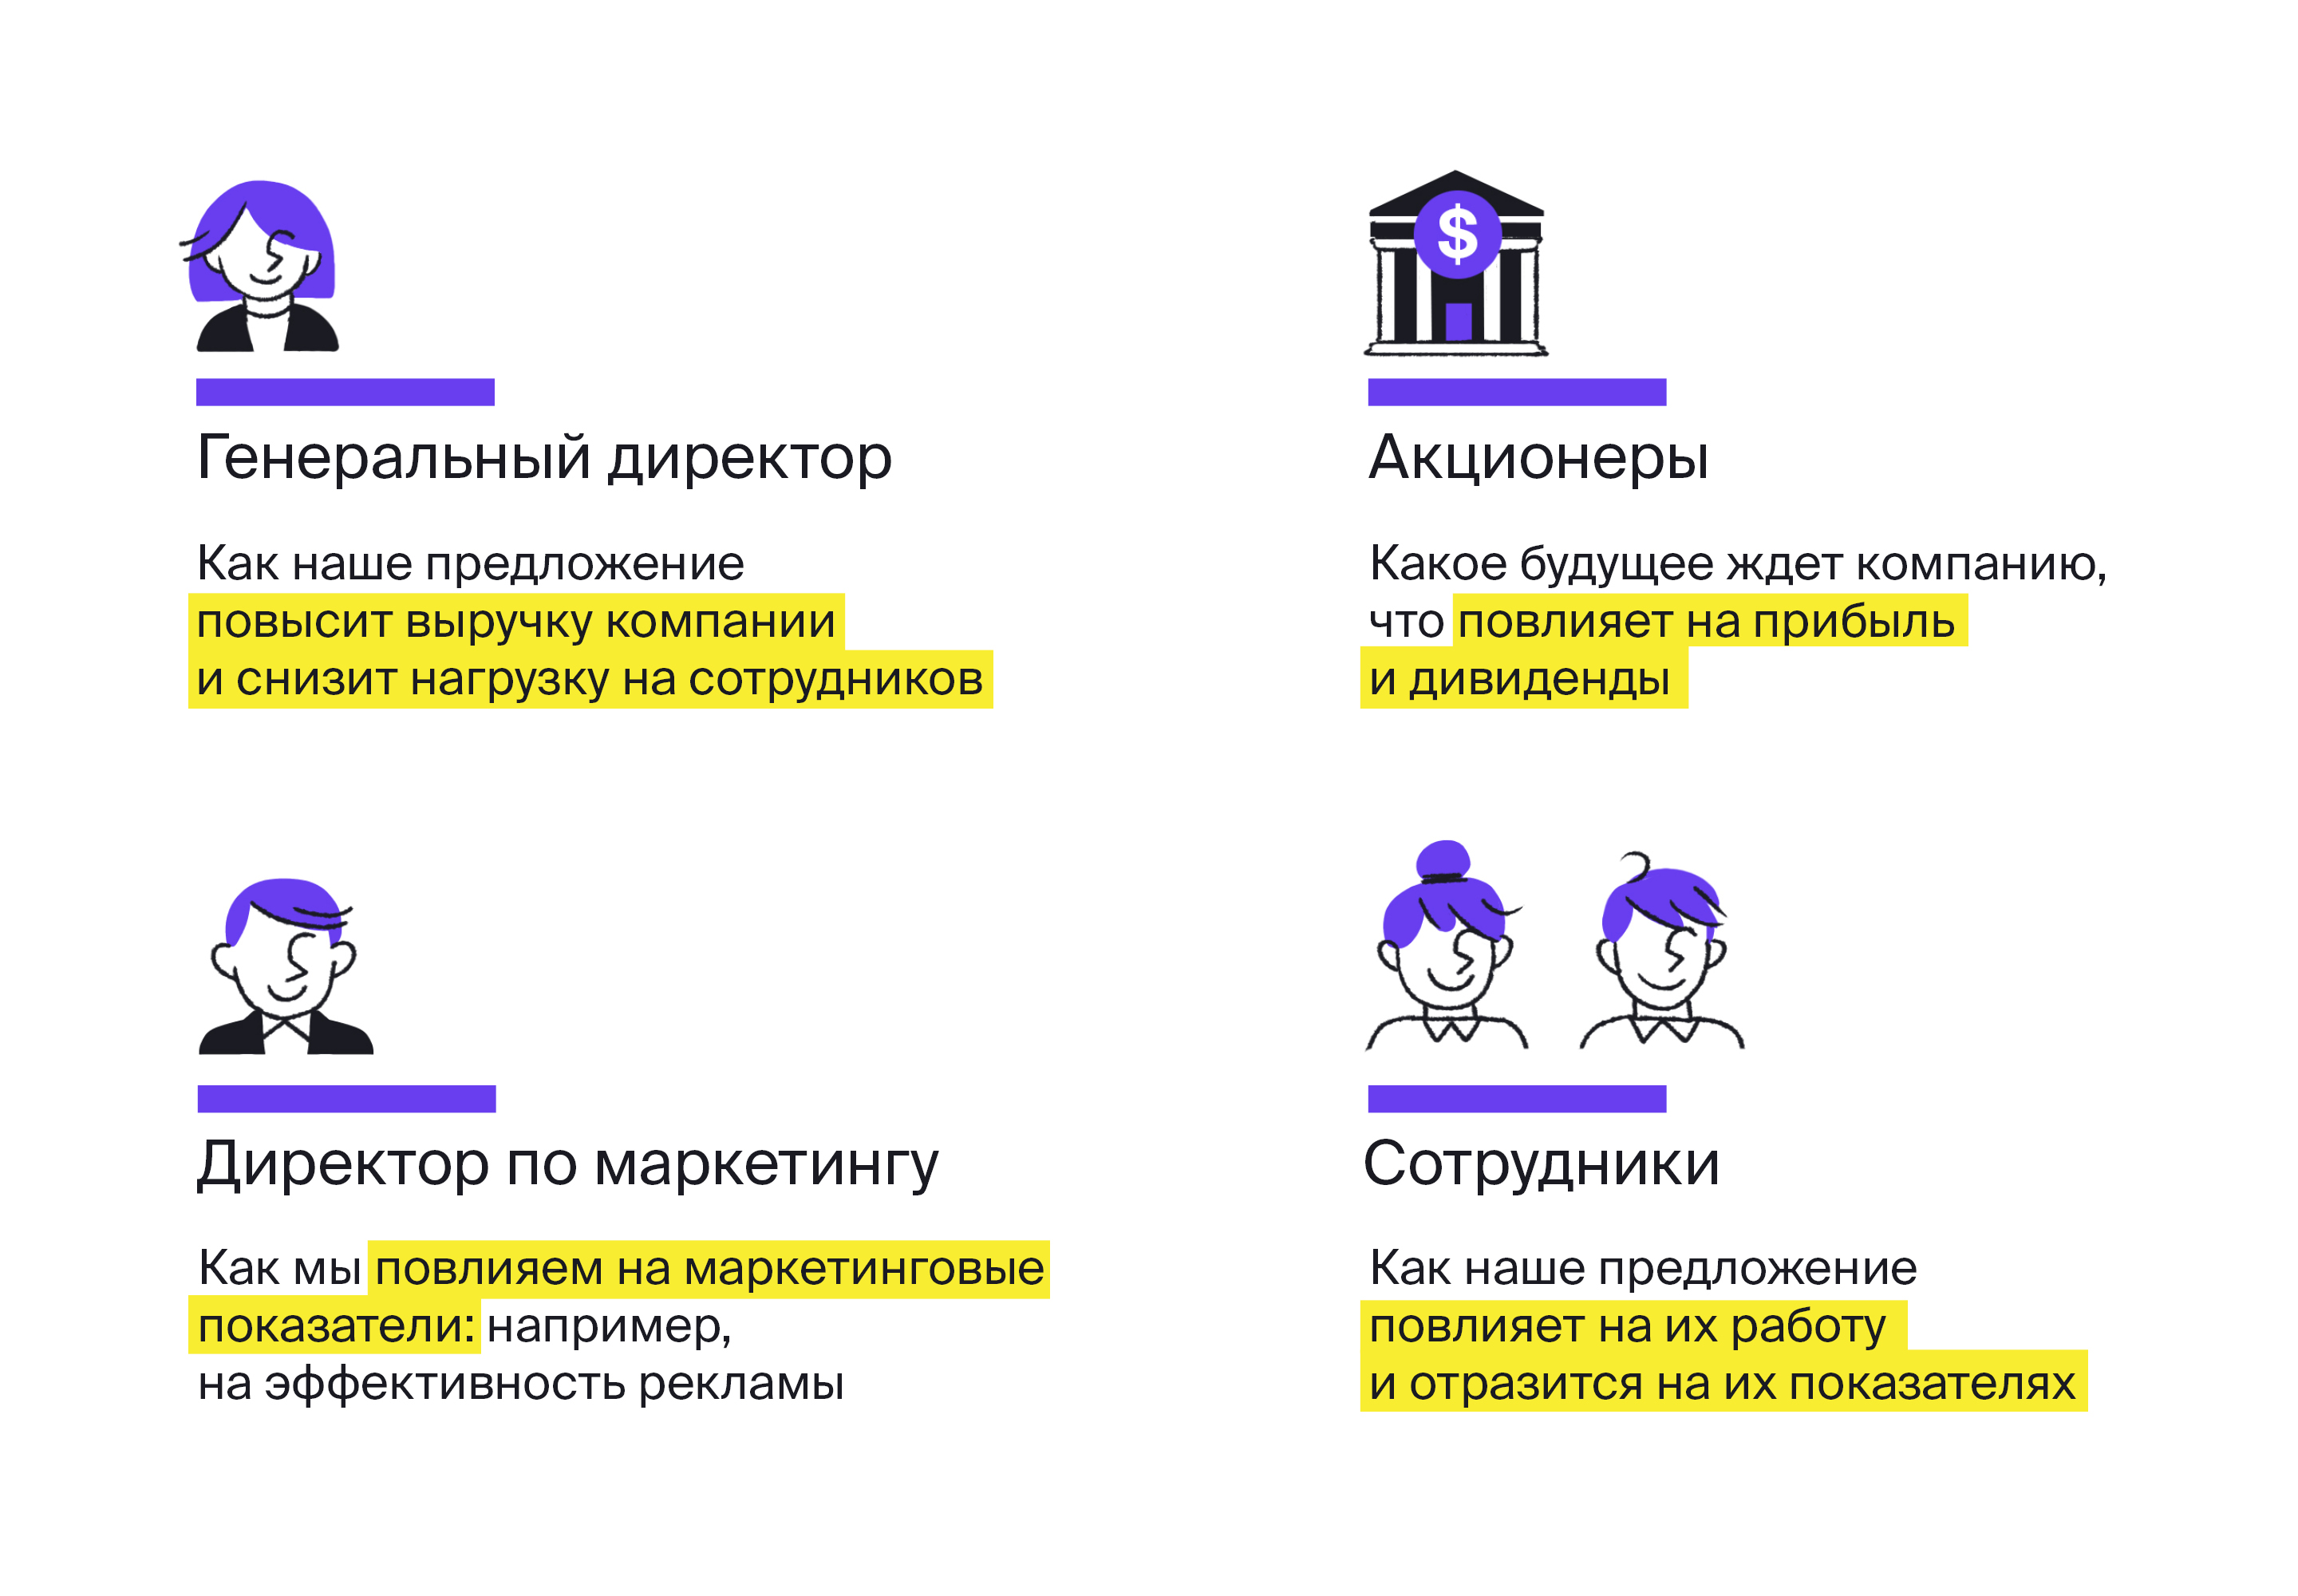 $
Генеральный директор
Как наше предложение
повысит выручку компании
и снизит нагрузку на сотрудников
Акционеры
Какое будущее ждет компанию,
что повлияет на прибыль
и дивиденды
Директор по маркетингу
Как мы повлияем на маркетинговые
показатели: например,
на эффективность рекламы
Сотрудники
Как наше предложение
повлияет на их работу
и отразится на их показателях